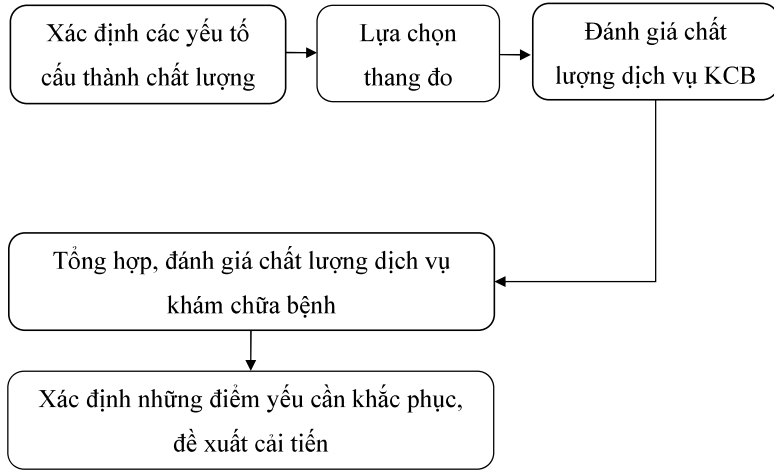 Xác định các yếu tố
cấu thành chất lượng
Lựa chọn
thang đo
Đánh giá chất
lượng dịch vụ KCB
Tổng hợp, đánh giá chất lượng dịch vụ
khám chữa bệnh
Xác định những điểm yếu cần khắc phục,
đề xuất cải tiến